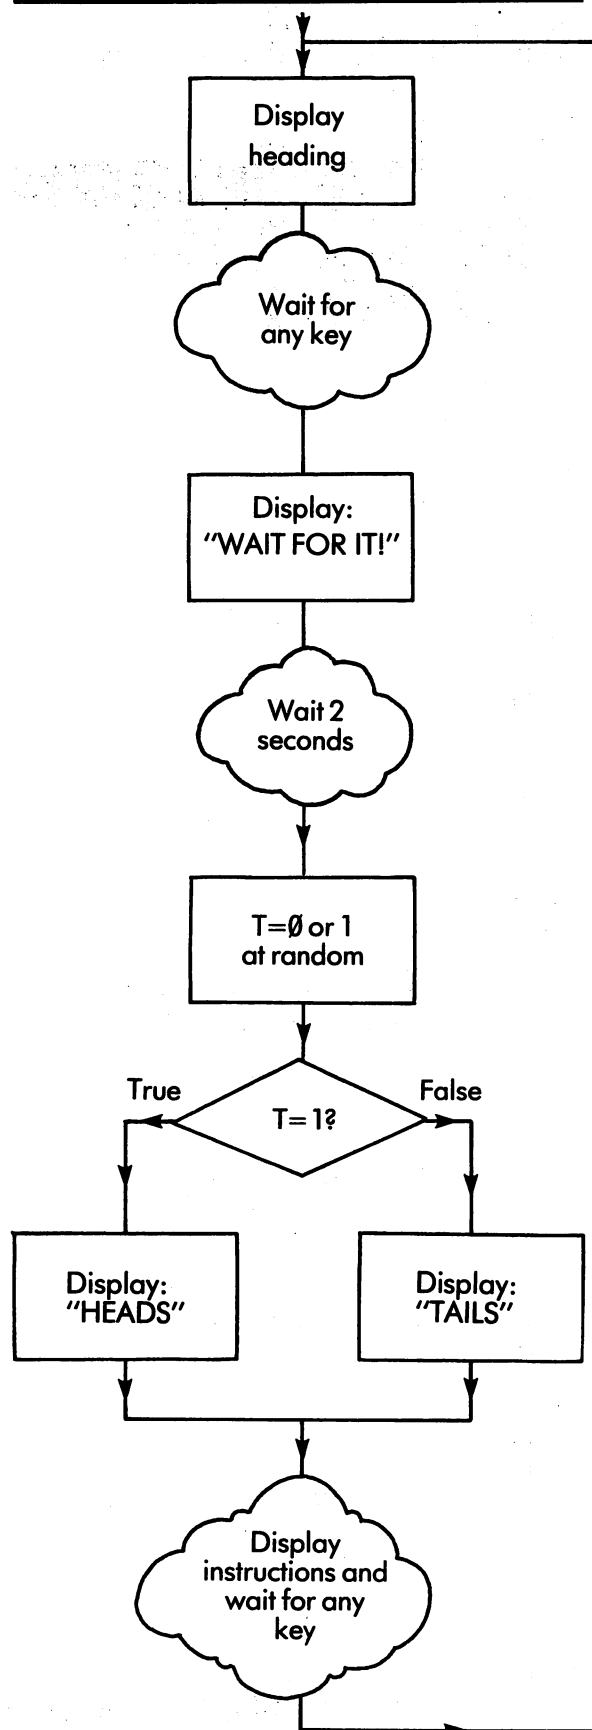 Display
heading
Wait for
any key
Display:
"WAIT FOR IT!"
Wait 2
seconds
T=Ø or 1
at random
True
False
T=1?
Display:
"HEADS"
Display:
"TAILS"
Display
instructions and
wait for any
key